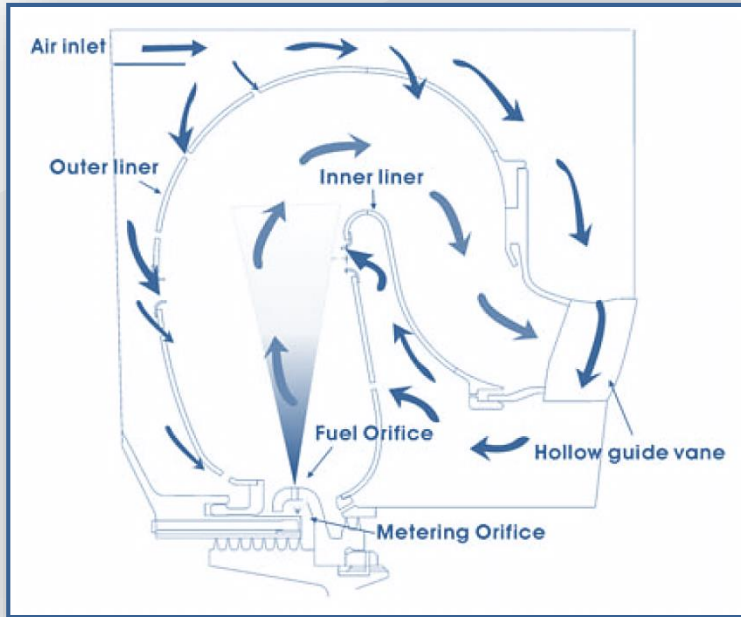 Air inlet
Outer liner
Inner liner
Fuel Orifice
Hollow guide vane
Metering Orifice